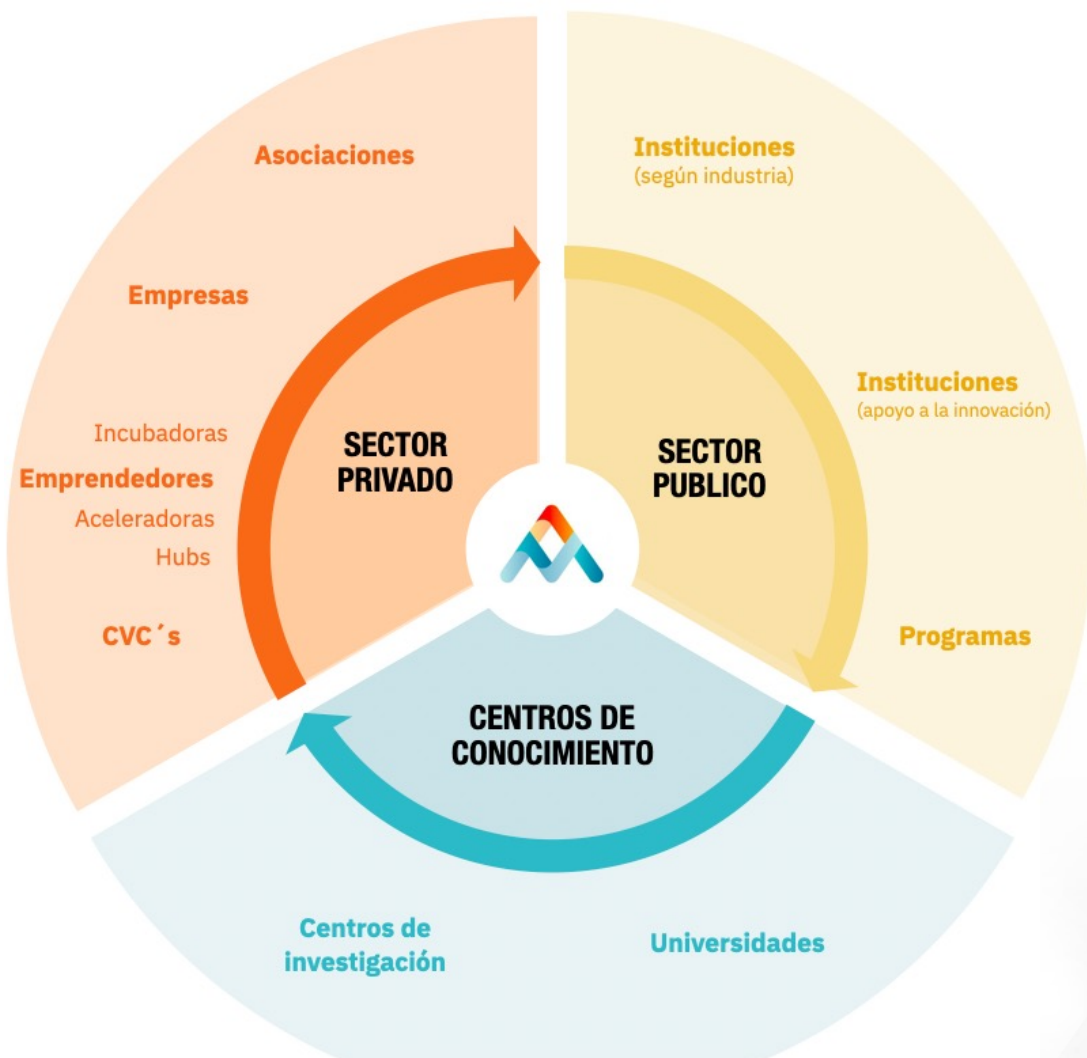 Asociaciones
Empresas
Incubadoras
Emprendedores
Aceleradoras
Hubs
CVC´s
SECTOR
PRIVADO
Instituciones
(según industria)
Instituciones
(apoyo a la innovación)
Programas
SECTOR
PUBLICO
CENTROS DE
CONOCIMIENTO
Centros de
investigación
Universidades